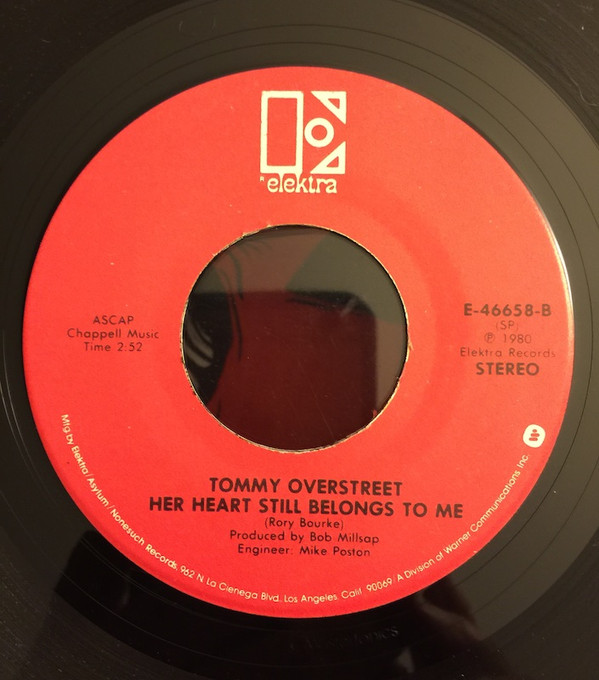 elektra
ASCAP
Chappell Music
Time 2:52
E-46658-B
(SP)
℗ 1980
Elektra Records
STEREO
TOMMY OVERSTREET
HER HEART STILL BELONGS TO ME
(Rory Bourke)
Produced by Bob Millsap
Engineer: Mike Poston
Mfg by Elektra/Asylum/Nonesuch Records, 962 N. La Cienega Blvd. Los Angeles, Calif. 90069/A Division of Warner Communications Inc.